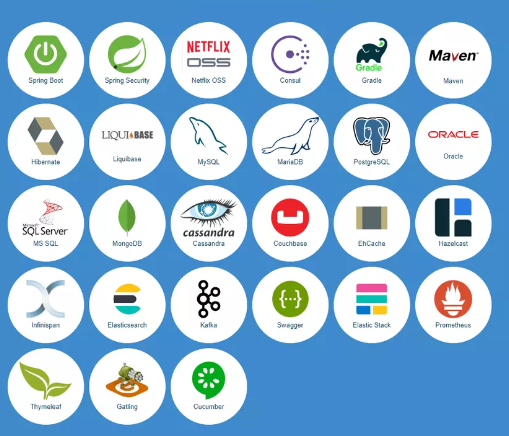 NETFLIX
OSS
Gradle
Maven
Spring Boot
Spring Security
Netflix OSS
Consul
Gradle
Maven
LIQUIBASE
ORACLE
Hibernate
Liquibase
MySQL
MariaDB
PostgreSQL
Oracle
Microsoft
SQL Server
cassandra
MS SQL
MongoDB
Cassandra
Couchbase
EhCache
Hazelcast
{···}
Infinispan
Elasticsearch
Kafka
Swagger
Elastic Stack
Prometheus
Thymeleaf
Gatling
Cucumber